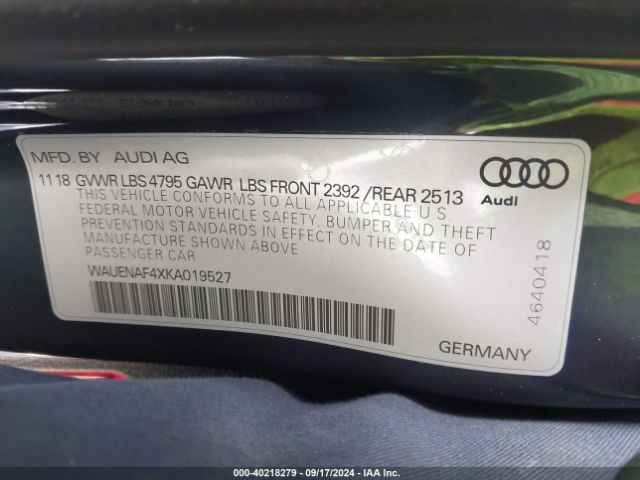 MFD. BY AUDI AG
11 18 GVWR LBS 4795 GAWR LBS FRONT 2392 /REAR 2513
THIS VEHICLE CONFORMS TO ALL APPLICABLE U.S.
FEDERAL MOTOR VEHICLE SAFETY, BUMPER AND THEFT
PREVENTION STANDARDS IN EFFECT ON THE DATE OF
MANUFACTURE SHOWN ABOVE
PASSENGER CAR
WAUENAF4XKA019527
Audi
4640418
GERMANY
000-40218279 - 09/17/2024 - IAA Inc.